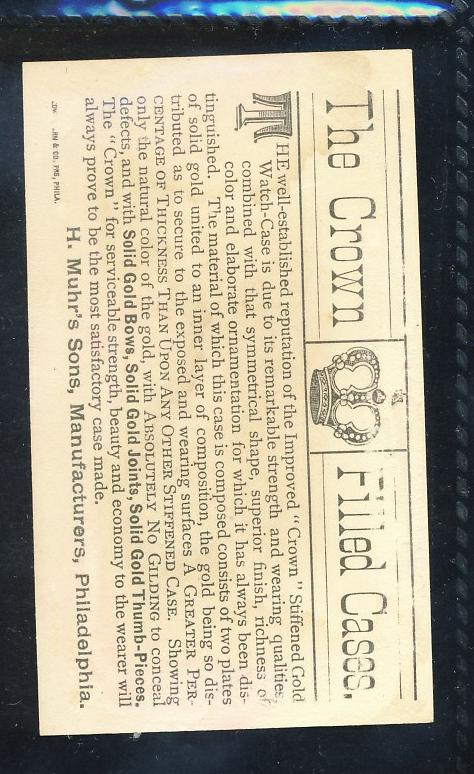 The Crown Filled Cases.
THE well-established reputation of the Improved "Crown" Stiffened Gold
Watch-Case is due to its remarkable strength and wearing qualities,
combined with that symmetrical shape, superior finish, richness of
color and elaborate ornamentation for which it has always been dis-
tinguished. The material of which this case is composed consists of two plates
of solid gold united to an inner layer of composition, the gold being so dis-
tributed as to secure to the exposed and wearing surfaces A GREATER PER-
CENTAGE OF THICKNESS THAN UPON ANY OTHER STIFFENED CASE. Showing
only the natural color of the gold, with ABSOLUTELY NO GILDING to conceal
defects, and with Solid Gold Bows, Solid Gold Joints, Solid Gold Thumb-Pieces.
The "Crown" for serviceable strength, beauty and economy to the wearer will
always prove to be the most satisfactory case made.
H. Muhr's Sons, Manufacturers, Philadelphia.
& CO. PRS, PHILA.